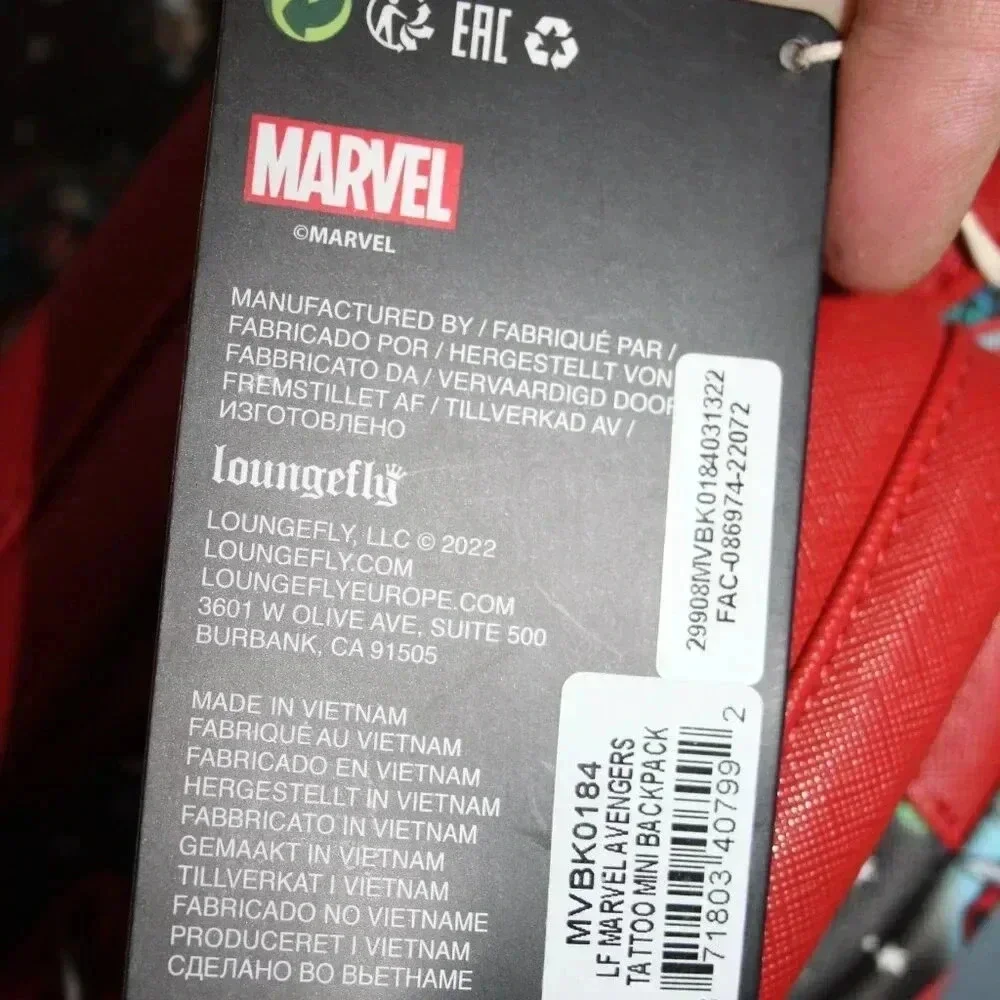 EAC
MARVEL
©MARVEL
MANUFACTURED BY / FABRIQUÉ PAR /
FABRICADO POR / HERGESTELLT VON
FABBRICATO DA / VERVAARDIGD DOOR
FREMSTILLET AF / TILLVERKAD AV /
ИЗГОТОВЛЕНО
loungefly
LOUNGEFLY, LLC © 2022
LOUNGEFLY.COM
LOUNGEFLYEUROPE.COM
3601 W OLIVE AVE, SUITE 500
BURBANK, CA 91505
MADE IN VIETNAM
FABRIQUÉ AU VIETNAM
FABRICADO EN VIETNAM
HERGESTELLT IN VIETNAM
FABBRICATO IN VIETNAM
GEMAAKT IN VIETNAM
TILLVERKAT I VIETNAM
FABRICADO NO VIETNAME
PRODUCERET I VIETNAM
СДЕЛАНО ВО ВЬЕТНАМЕ
29908MVBK0184031322
FAC-086974-22072
MVBK0184
LF MARVEL AVENGERS
TATTOO MINI BACKPACK
71803 40799 2